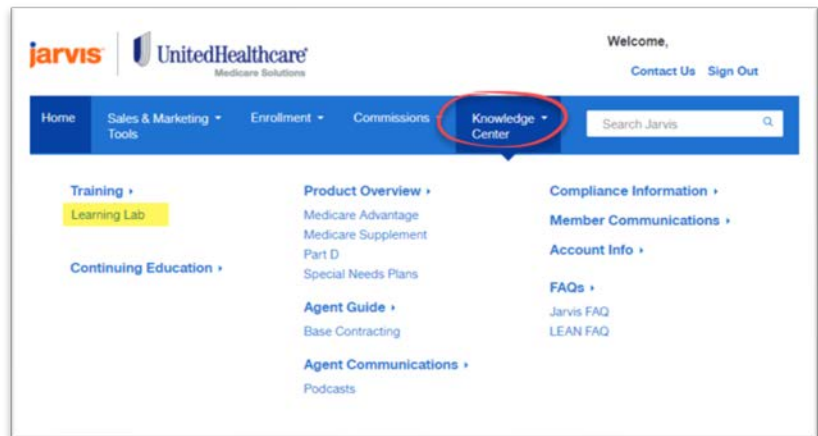 jarvis
UnitedHealthcare®
Medicare Solutions
Welcome,
Contact Us Sign Out
Home
Sales & Marketing
Tools
Enrollment
Commissions
Knowledge
Center
Search Jarvis
Training
Learning Lab
Continuing Education
Product Overview
Medicare Advantage
Medicare Supplement
Part D
Special Needs Plans
Agent Guide
Base Contracting
Agent Communications
Podcasts
Compliance Information
Member Communications
Account Info
FAQs
Jarvis FAQ
LEAN FAQ